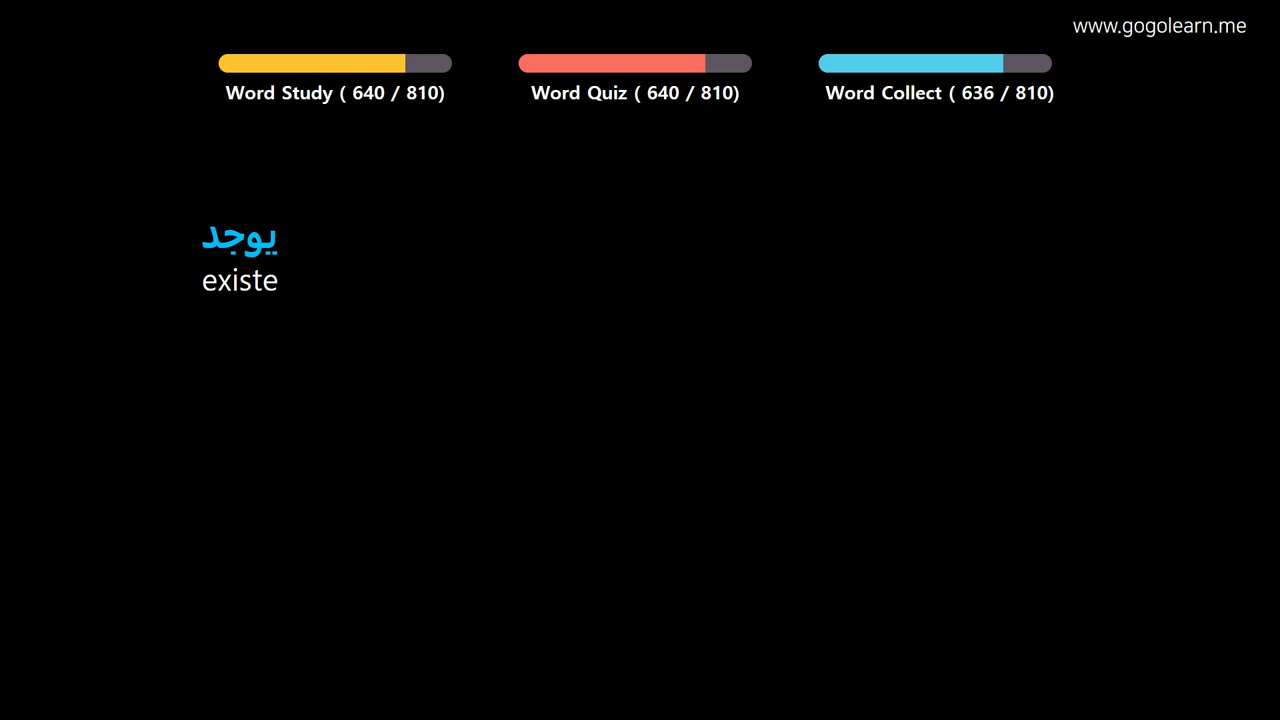 www.gogolearn.me
Word Study ( 640 / 810)
Word Quiz ( 640 / 810)
Word Collect ( 636 / 810)
يوجد
existe